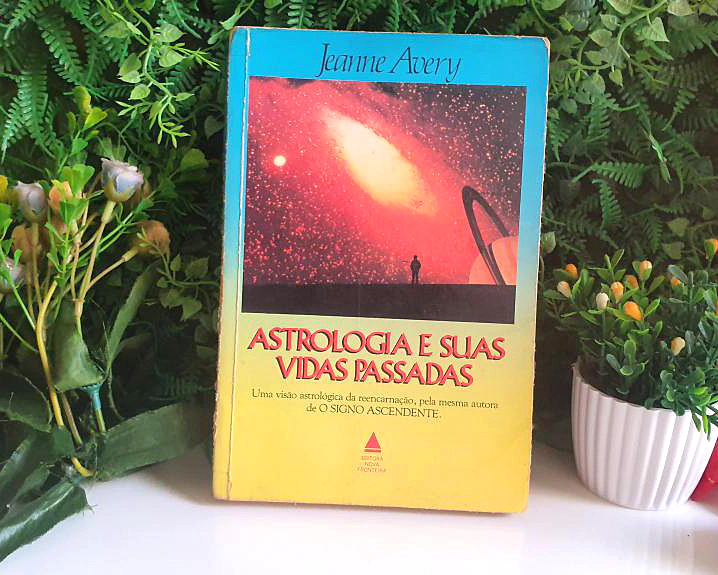 Jeanne Avery
ASTROLOGIA E SUAS
VIDAS PASSADAS
Uma visão astrológica da reencarnação, pela mesma autora
de O SIGNO ASCENDENTE.
EDITORA
NOVA
FRONTEIRA